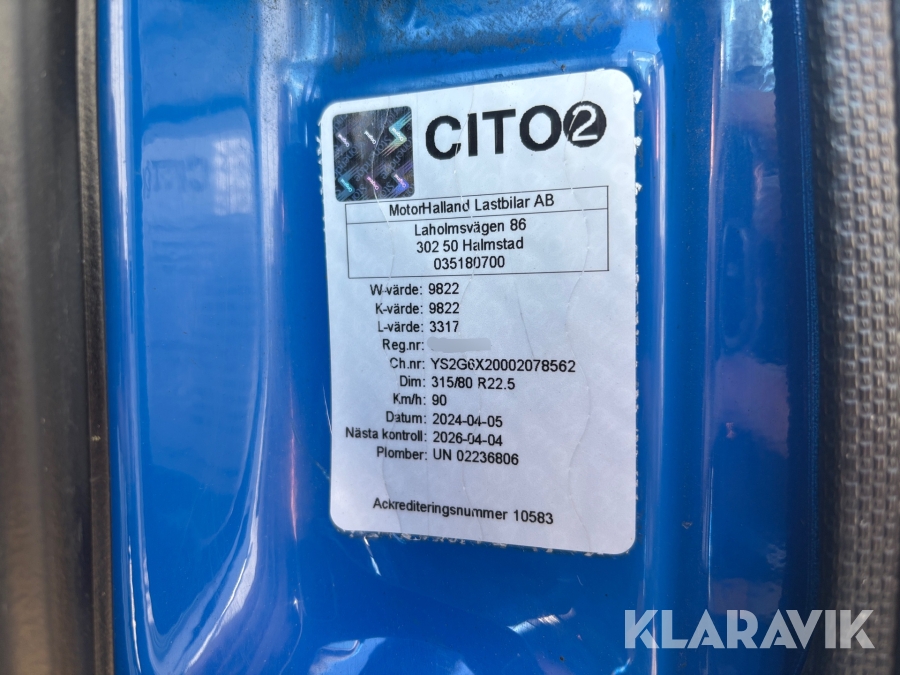 CITO2
MotorHalland Lastbilar AB
Laholmsvägen 86
302 50 Halmstad
035180700
W-värde: 9822
K-värde: 9822
L-värde: 3317
Reg.nr:
Ch.nr: YS2G6X20002078562
Dim: 315/80 R22.5
Km/h: 90
Datum: 2024-04-05
Nästa kontroll: 2026-04-04
Plomber: UN 02236806
Ackrediteringsnummer 10583
KLARAVIK